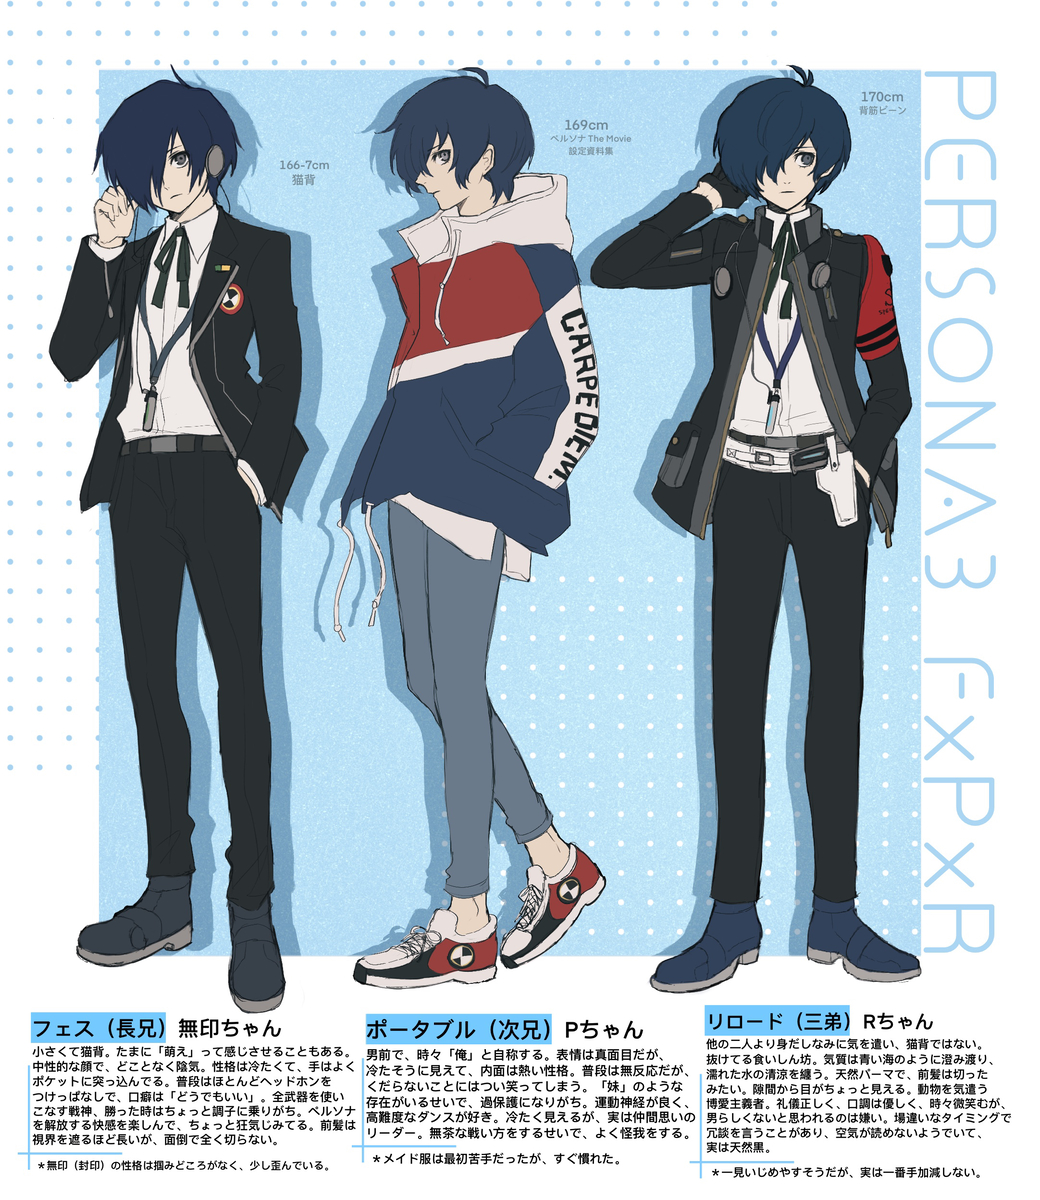 PERSONA3 FxPxR
166-7cm
猫背
169cm
ペルソナ The Movie
設定資料集
170cm
背筋ピーン
CARPE DIEM.
フェス（長兄） 無印ちゃん
小さくて猫背。たまに「萌え」って感じさせることもある。
中性的な顔で、どことなく陰気。性格は冷たくて、手はよく
ポケットに突っ込んでる。普段はほとんどヘッドホンを
つけっぱなしで、口癖は「どうでもいい」。全武器を使い
こなす戦神、勝った時はちょっと調子に乗りがち。ペルソナ
を解放する快感を楽しんで、ちょっと狂気じみてる。前髪は
視界を遮るほど長いが、面倒で全く切らない。
＊無印（封印）の性格は掴みどころがなく、少し歪んでいる。
ポータブル（次兄） Pちゃん
男前で、時々「俺」と自称する。表情は真面目だが、
冷たそうに見えて、内面は熱い性格。普段は無反応だが、
くだらないことにはつい笑ってしまう。「妹」のような
存在がいるせいで、過保護になりがち。運動神経が良く、
高難度なダンスが好き。冷たく見えるが、実は仲間思いの
リーダー。無茶な戦い方をするせいで、よく怪我をする。
＊メイド服は最初苦手だったが、すぐ慣れた。
リロード（三弟） Rちゃん
他の二人より身だしなみに気を遣い、猫背ではない。
抜けてる食いしん坊。気質は青い海のように澄み渡り、
濡れた水の清涼を纏う。天然パーマで、前髪は切った
みたい。隙間から目がちょっと見える。動物を気遣う
博愛主義者。礼儀正しく、口調は優しく、時々微笑むが、
男らしくないと思われるのは嫌い。場違いなタイミングで
冗談を言うことがあり、空気が読めないようでいて、
実は天然黒。
＊一見いじめやすそうだが、実は一番手加減しない。